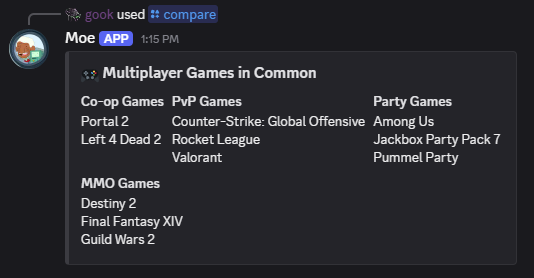 gook used compare
Moe APP 1:15 PM
Multiplayer Games in Common
Co-op Games
Portal 2
Left 4 Dead 2
PvP Games
Counter-Strike: Global Offensive
Rocket League
Valorant
Party Games
Among Us
Jackbox Party Pack 7
Pummel Party
MMO Games
Destiny 2
Final Fantasy XIV
Guild Wars 2